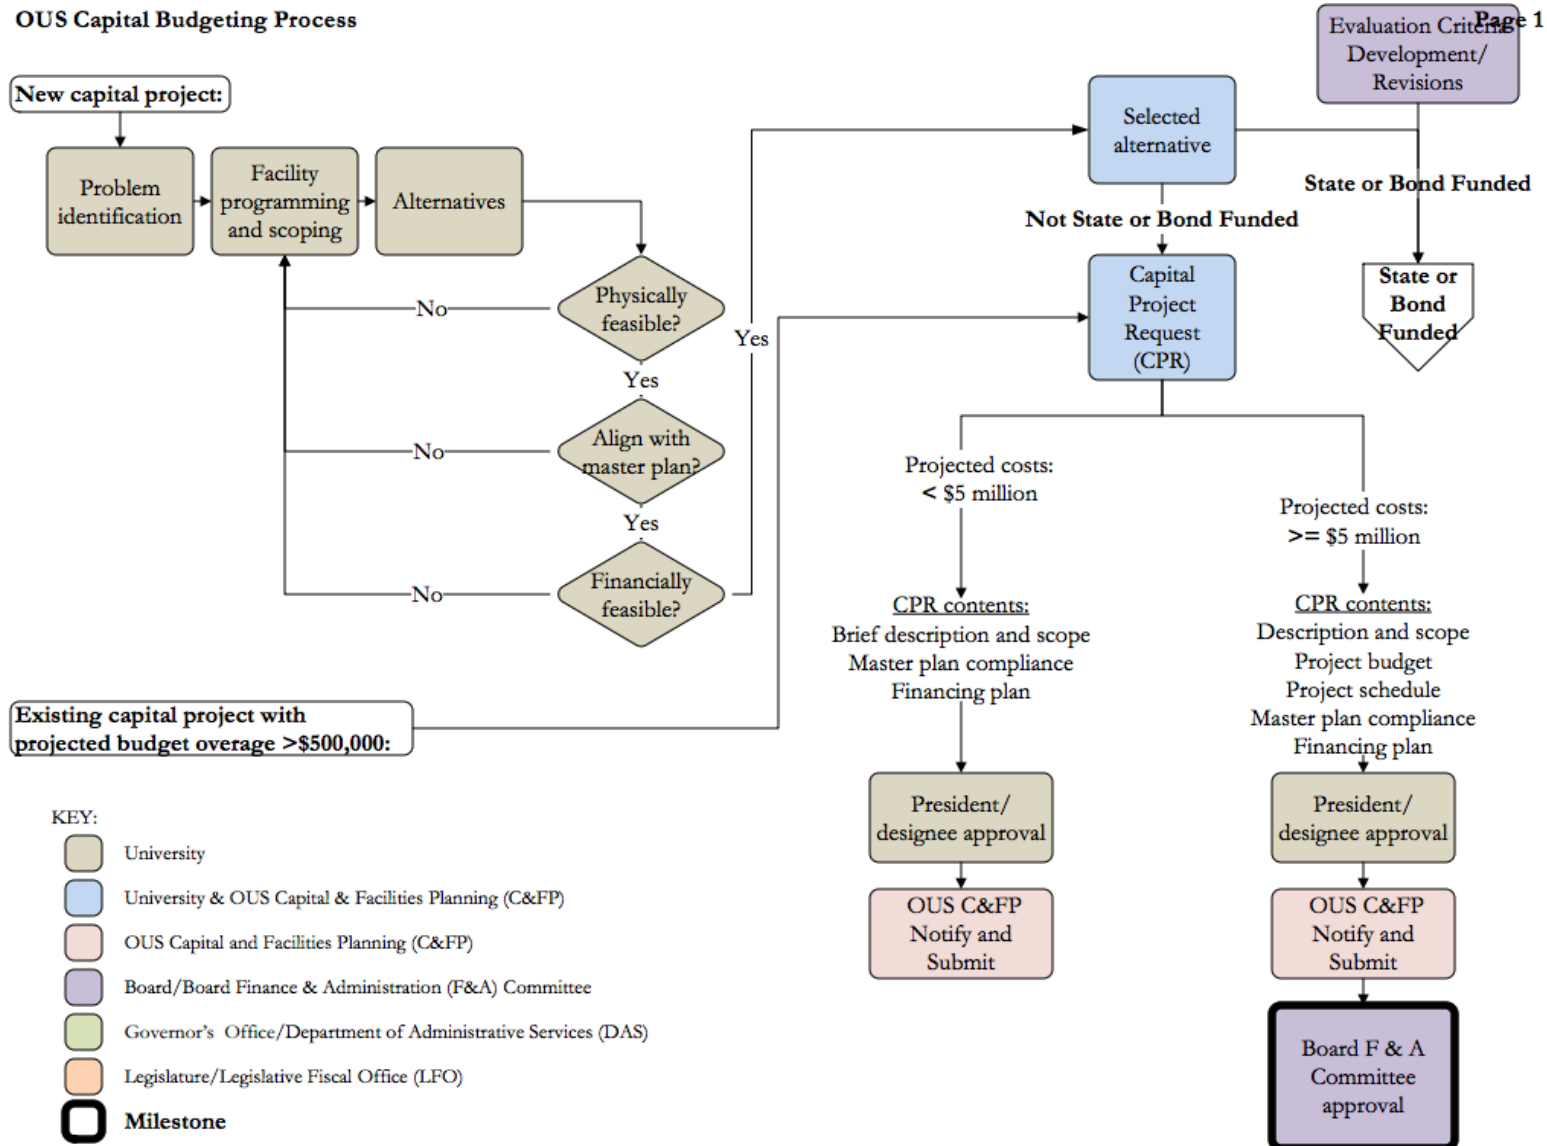 OUS Capital Budgeting Process
Page 1
Evaluation Criteria
Development/
Revisions
New capital project:
Problem
identification
Facility
programming
and scoping
Alternatives
Selected
alternative
State or Bond Funded
Not State or Bond Funded
Physically
feasible?
No
Yes
Capital
Project
Request
(CPR)
State or
Bond
Funded
Yes
Align with
master plan?
No
Yes
Financially
feasible?
No
Projected costs:
< $5 million
Projected costs:
>= $5 million
CPR contents:
Brief description and scope
Master plan compliance
Financing plan
CPR contents:
Description and scope
Project budget
Project schedule
Master plan compliance
Financing plan
Existing capital project with
projected budget overage >$500,000:
President/
designee approval
President/
designee approval
OUS C&FP
Notify and
Submit
OUS C&FP
Notify and
Submit
Board F & A
Committee
approval
KEY:
University
University & OUS Capital & Facilities Planning (C&FP)
OUS Capital and Facilities Planning (C&FP)
Board/Board Finance & Administration (F&A) Committee
Governor's Office/Department of Administrative Services (DAS)
Legislature/Legislative Fiscal Office (LFO)
Milestone